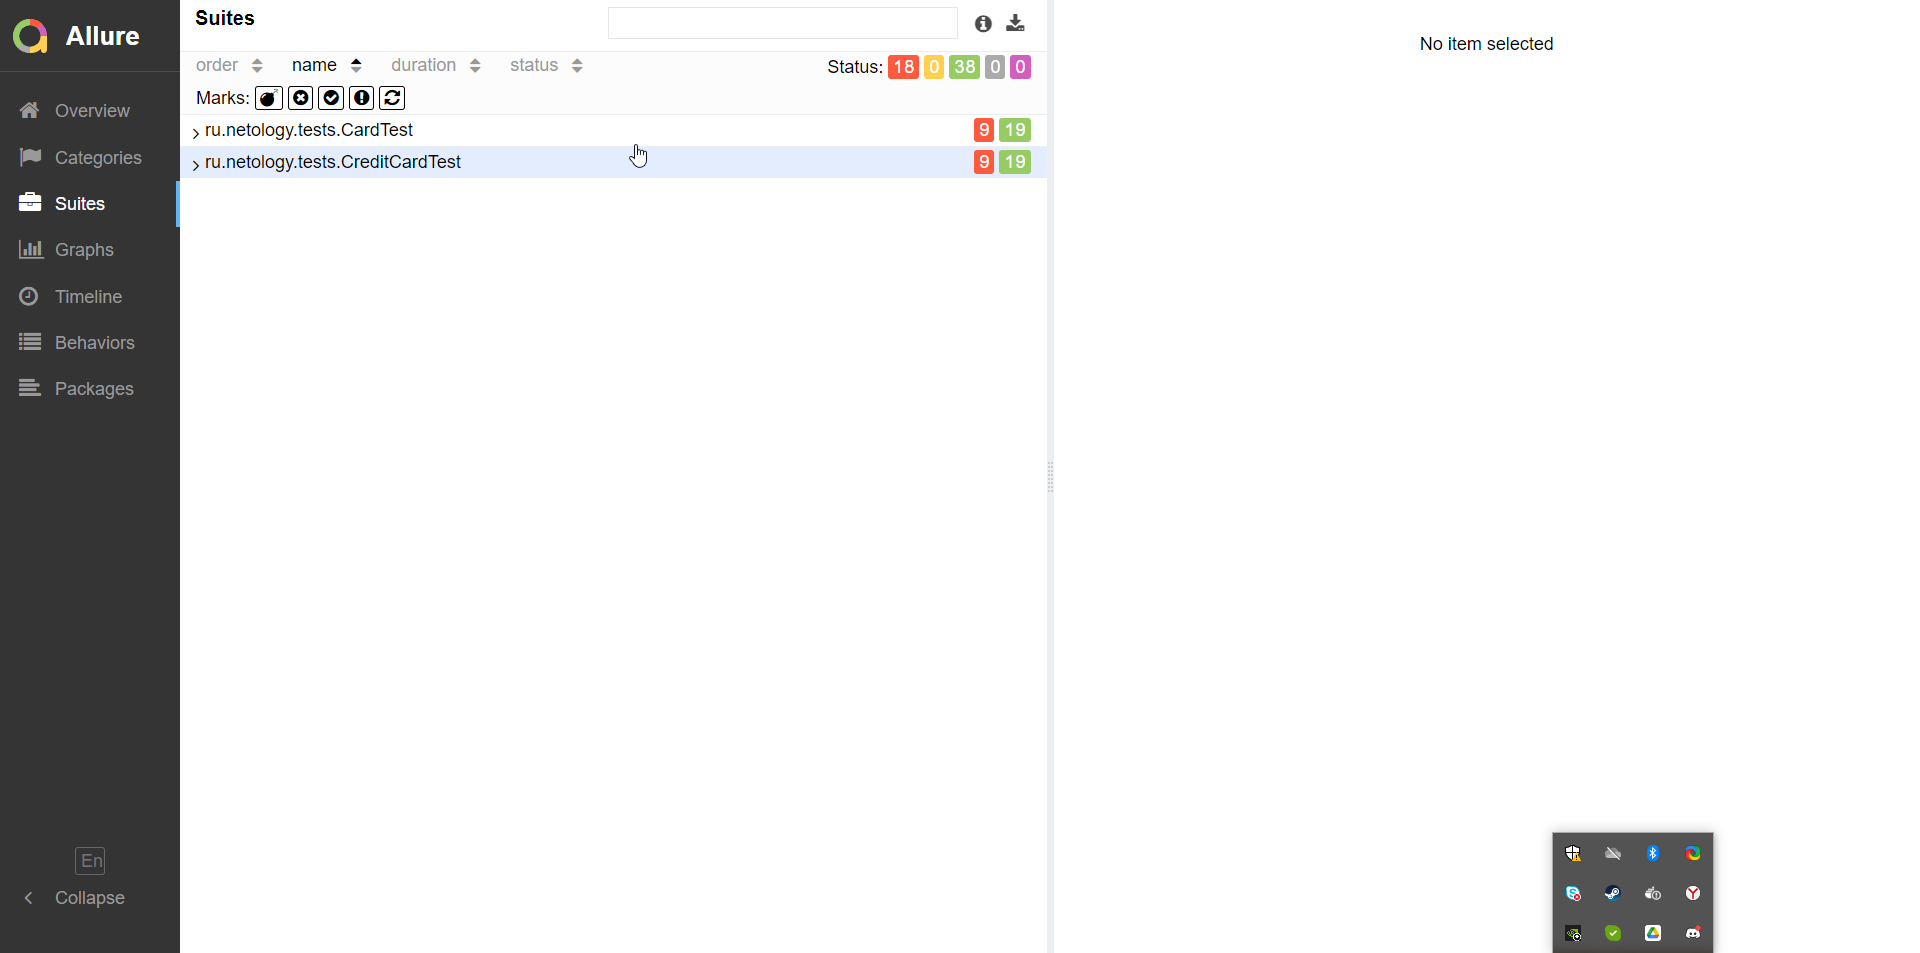 Allure
Overview
Categories
Suites
Graphs
Timeline
Behaviors
Packages
En
Collapse
Suites
order name duration status
Status: 18 0 38 0 0
Marks:
ru.netology.tests.CardTest 9 19
ru.netology.tests.CreditCardTest 9 19
No item selected